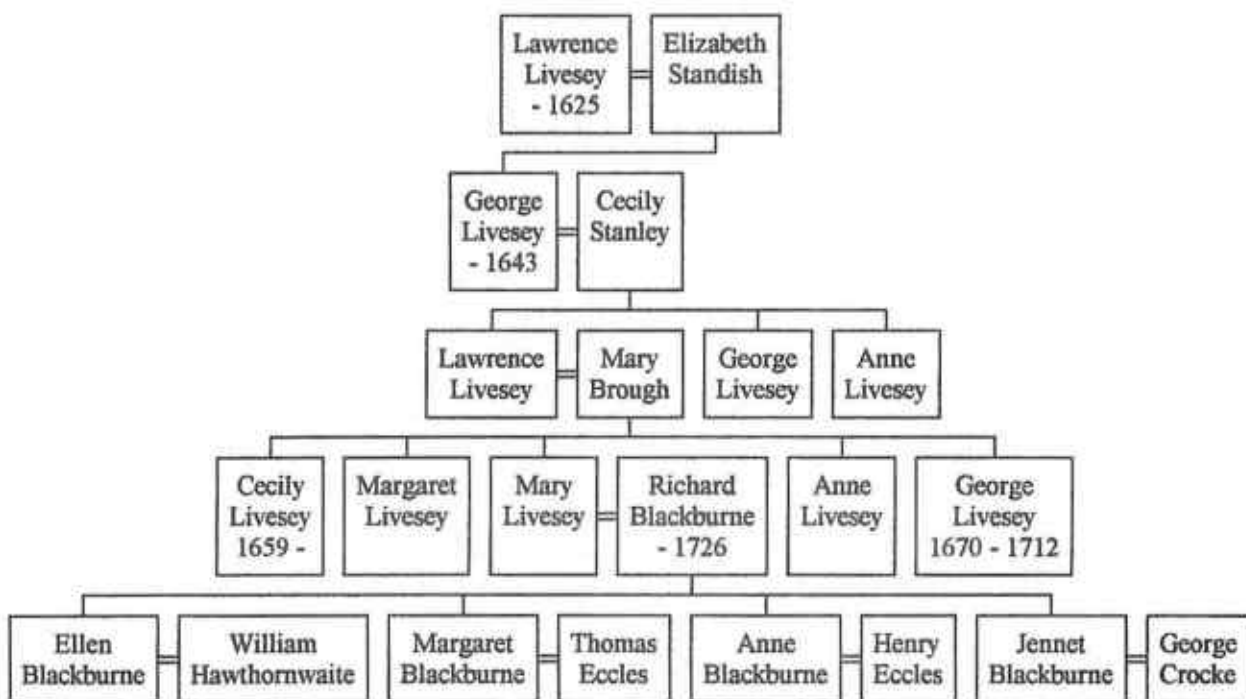 Lawrence
Livesey
- 1625
Elizabeth
Standish
George
Livesey
- 1643
Cecily
Stanley
Lawrence
Livesey
Mary
Brough
George
Livesey
Anne
Livesey
Cecily
Livesey
1659 -
Margaret
Livesey
Mary
Livesey
Richard
Blackburne
- 1726
Anne
Livesey
George
Livesey
1670 - 1712
Ellen
Blackburne
William
Hawthornwaite
Margaret
Blackburne
Thomas
Eccles
Anne
Blackburne
Henry
Eccles
Jennet
Blackburne
George
Crocke